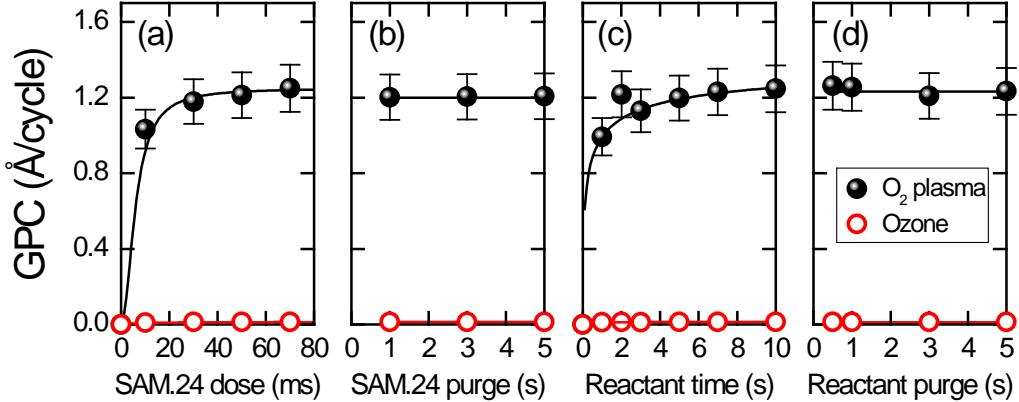 GPC (Å/cycle)
1.6
1.2
0.8
0.4
0.0
(a)
0 20 40 60 80
SAM.24 dose (ms)
(b)
0 1 2 3 4 5
SAM.24 purge (s)
(c)
0 2 4 6 8 10
Reactant time (s)
(d)
O₂ plasma
Ozone
0 1 2 3 4 5
Reactant purge (s)